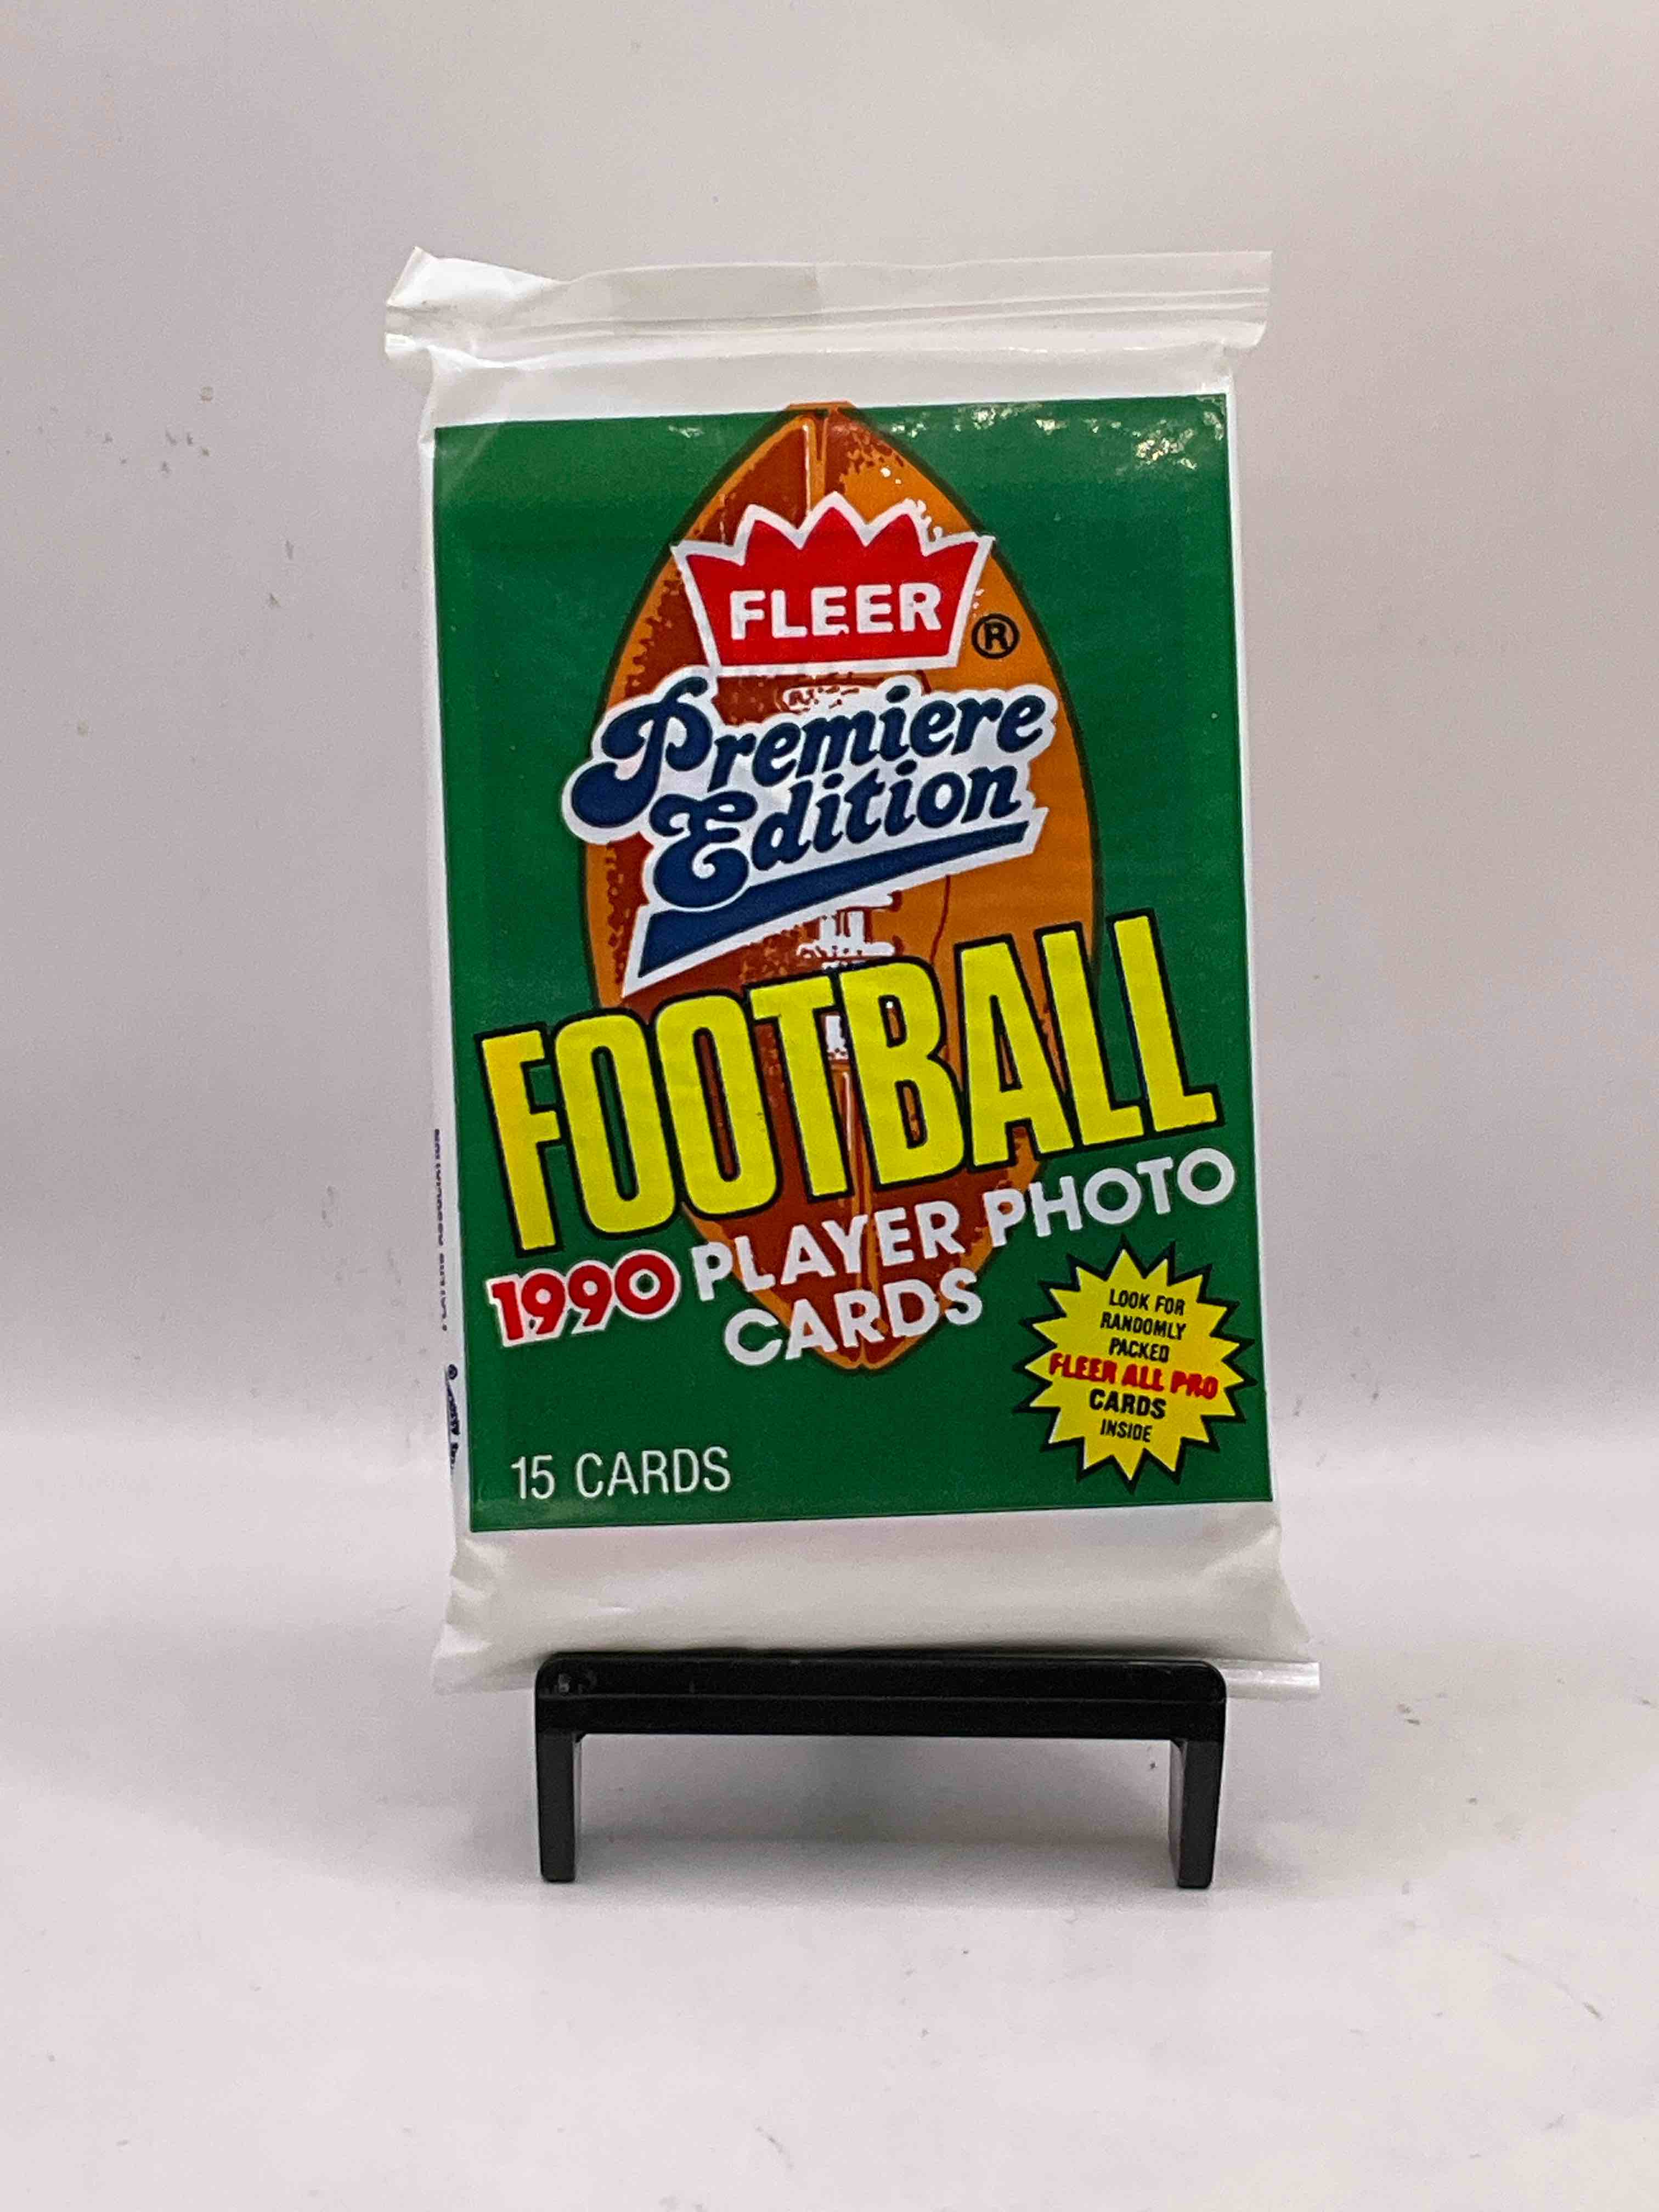 FLEER®
Premiere
Edition
FOOTBALL
1990 PLAYER PHOTO
CARDS
LOOK FOR
RANDOMLY
PACKED
FLEER ALL PRO
CARDS
INSIDE
15 CARDS